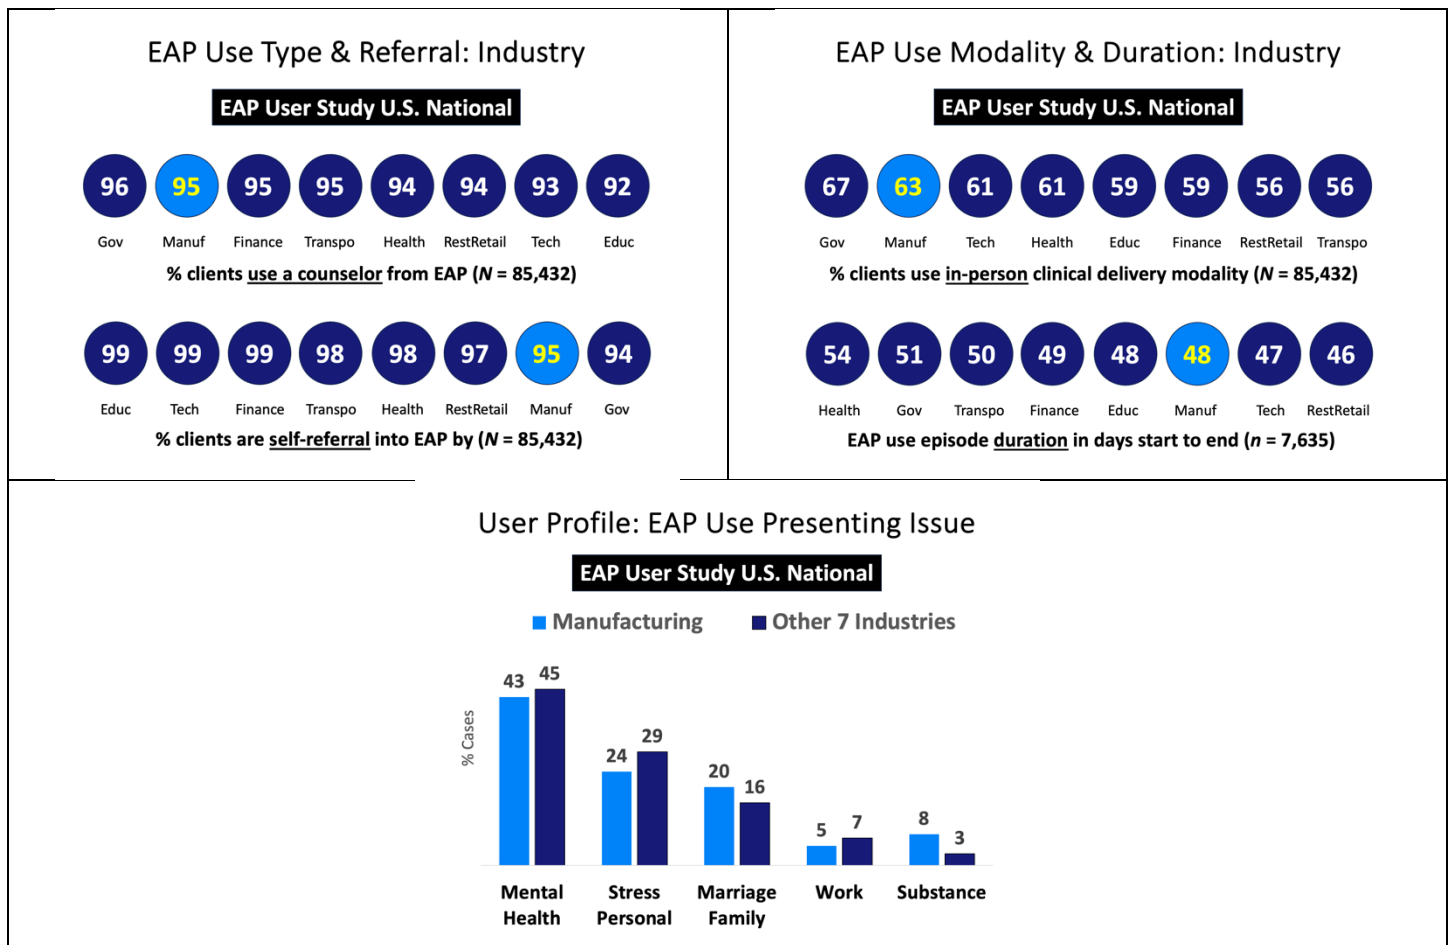 EAP Use Type & Referral: Industry
EAP User Study U.S. National
96 95 95 95 94 94 93 92
Gov Manuf Finance Transpo Health RestRetail Tech Educ
% clients use a counselor from EAP (N = 85,432)
99 99 99 98 98 97 95 94
Educ Tech Finance Transpo Health RestRetail Manuf Gov
% clients are self-referral into EAP by (N = 85,432)
EAP Use Modality & Duration: Industry
EAP User Study U.S. National
67 63 61 61 59 59 56 56
Gov Manuf Tech Health Educ Finance RestRetail Transpo
% clients use in-person clinical delivery modality (N = 85,432)
54 51 50 49 48 48 47 46
Health Gov Transpo Finance Educ Manuf Tech RestRetail
EAP use episode duration in days start to end (n = 7,635)
User Profile: EAP Use Presenting Issue
EAP User Study U.S. National
Manufacturing Other 7 Industries
% Cases
43 45 24 29 20 16 5 7 8 3
Mental Stress Marriage Work Substance
Health Personal Family